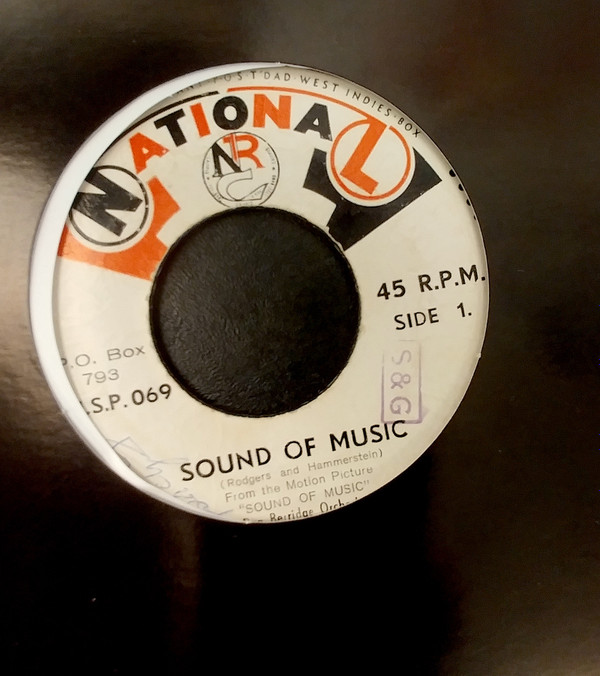 DAD WEST INDIES · BOX
NATIONAL
NR
45 R.P.M.
SIDE 1.
P.O. Box
793
.S.P. 069
S&G
SOUND OF MUSIC
(Rodgers and Hammerstein)
From the Motion Picture
"SOUND OF MUSIC"